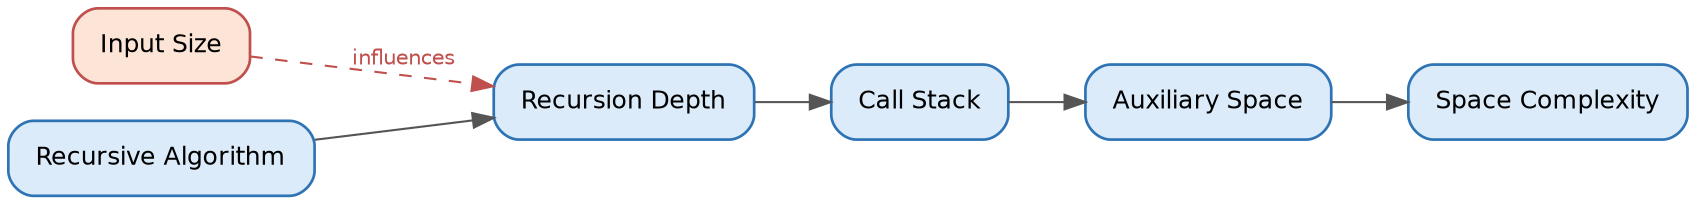 Input Size
influences
Recursive Algorithm
Recursion Depth
Call Stack
Auxiliary Space
Space Complexity